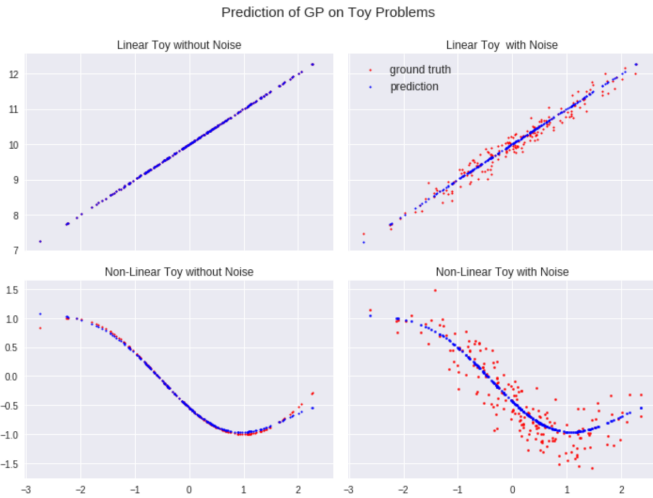 Prediction of GP on Toy Problems
Linear Toy without Noise
Linear Toy  with Noise
12
11
10
9
8
7
ground truth
prediction
Non-Linear Toy without Noise
Non-Linear Toy with Noise
1.5
1.0
0.5
0.0
−0.5
−1.0
−1.5
−3 −2 −1 0 1 2
−3 −2 −1 0 1 2